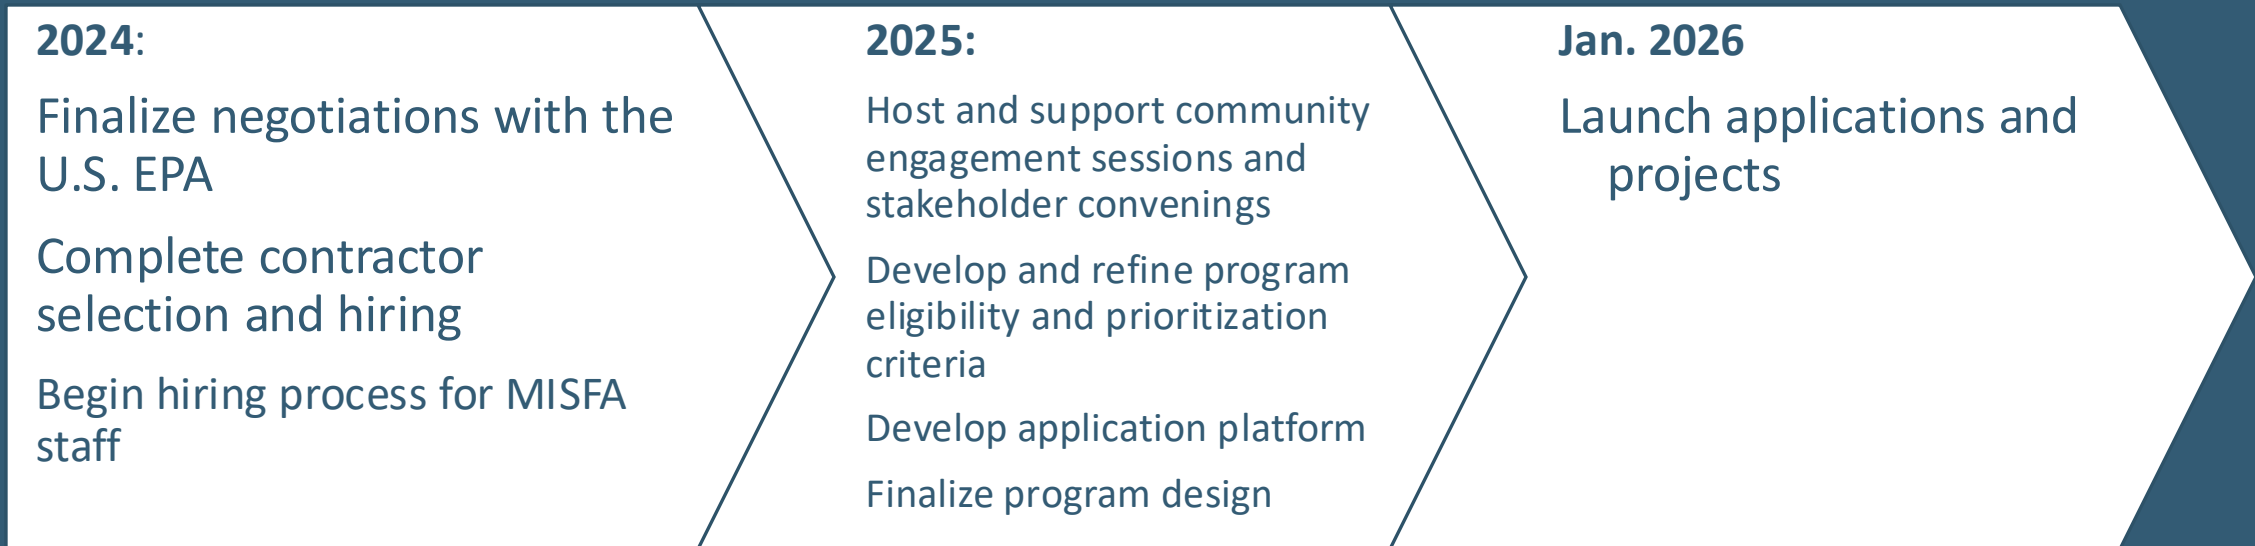 2024:
Finalize negotiations with the
U.S. EPA
Complete contractor
selection and hiring
Begin hiring process for MISFA
staff
2025:
Host and support community
engagement sessions and
stakeholder convenings
Develop and refine program
eligibility and prioritization
criteria
Develop application platform
Finalize program design
Jan. 2026
Launch applications and
projects